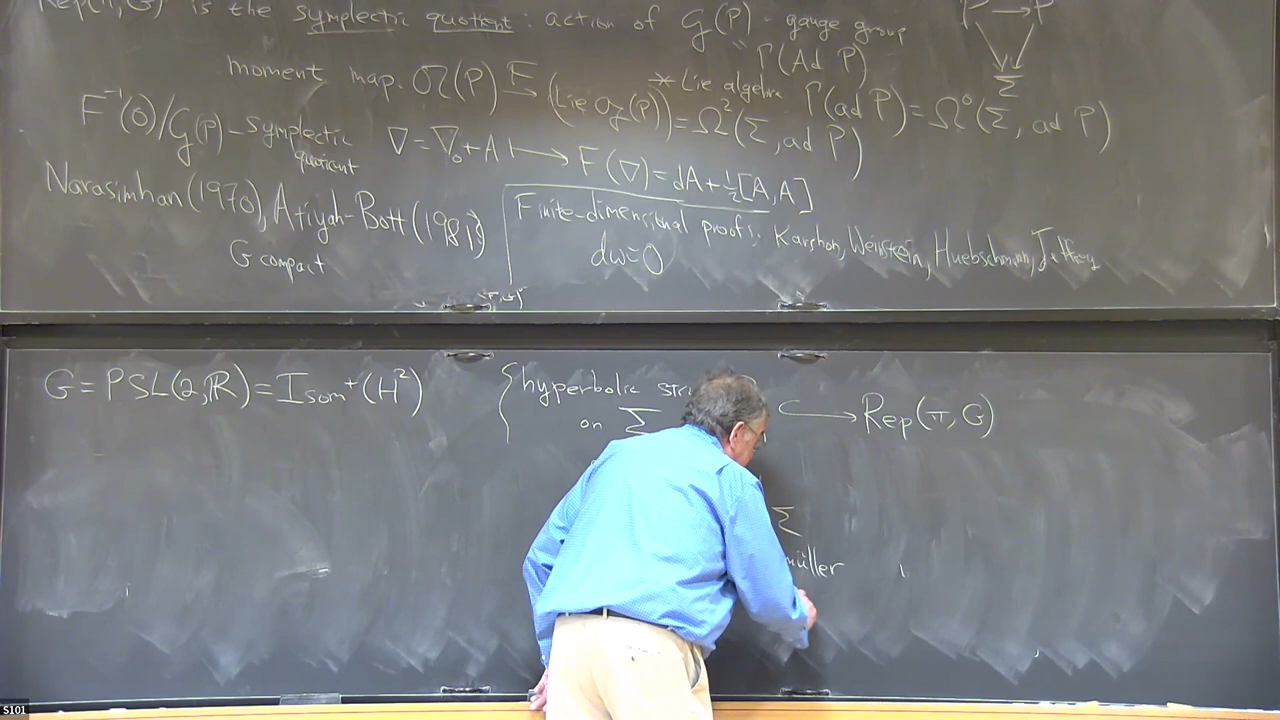 Rep(π, G) is the symplectic quotient: action of G(P) - gauge group
P → P
" Γ(Ad P)
Σ
moment map. 𝔄(P) F→ (Lie G(P))* = Ω²(Σ, ad P)
Lie algebra Γ(ad P) = Ω⁰(Σ, ad P)
F⁻¹(0)/G(P) - symplectic quotient
∇ = ∇₀ + A ⟼ F(∇) = dA + ½[A,A]
Narasimhan (1970), Atiyah-Bott (1981)
G compact
Finite-dimensional proofs: Karshon, Weinstein, Huebschmann, Jeffrey
dω=0
G = PSL(2,ℝ) = Isom⁺(H²)
{ hyperbolic str
on Σ
↪ Rep(π, G)
Σ
müller
S101